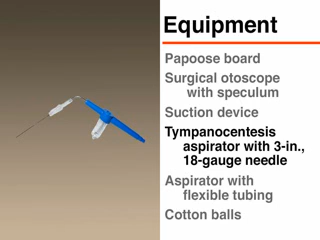 Equipment
Papoose board
Surgical otoscope
with speculum
Suction device
Tympanocentesis
aspirator with 3-in.,
18-gauge needle
Aspirator with
flexible tubing
Cotton balls